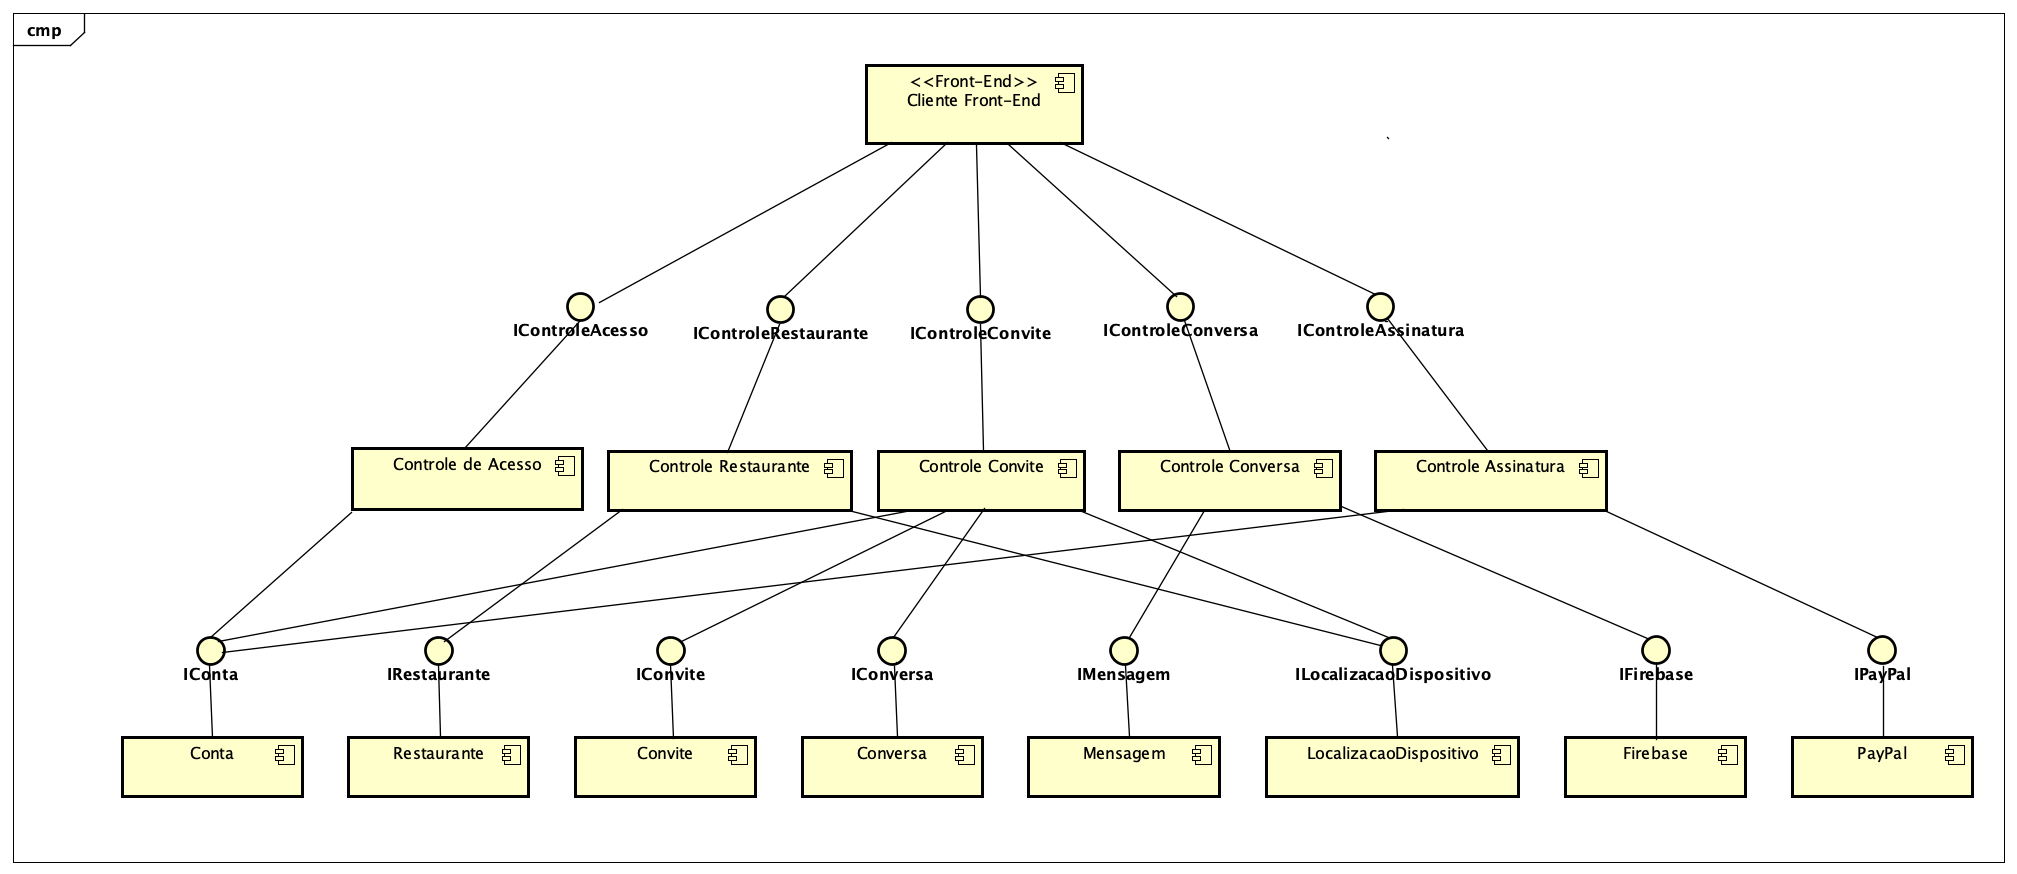 cmp
<<Front-End>>
Cliente Front-End
IControleAcesso
IControleRestaurante
IControleConvite
IControleConversa
IControleAssinatura
Controle de Acesso
Controle Restaurante
Controle Convite
Controle Conversa
Controle Assinatura
IConta
IRestaurante
IConvite
IConversa
IMensagem
ILocalizacaoDispositivo
IFirebase
IPayPal
Conta
Restaurante
Convite
Conversa
Mensagem
LocalizacaoDispositivo
Firebase
PayPal